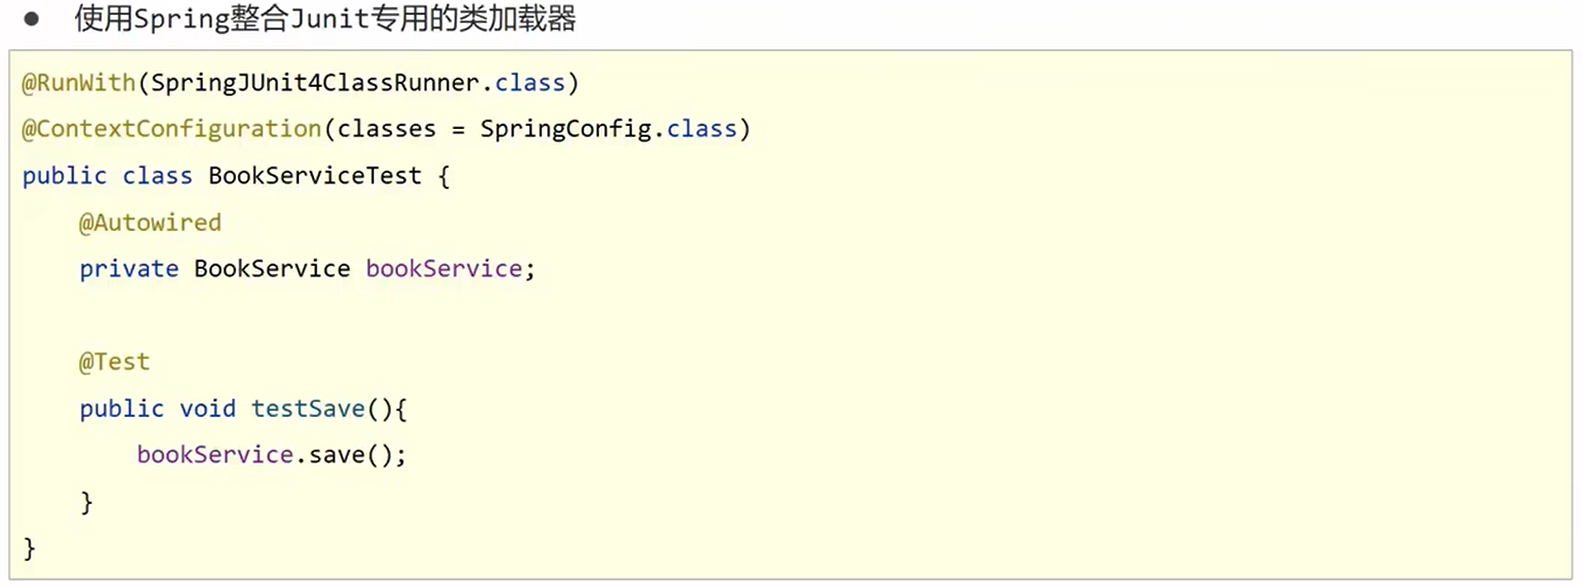 ● 使用Spring整合Junit专用的类加载器
@RunWith(SpringJUnit4ClassRunner.class)
@ContextConfiguration(classes = SpringConfig.class)
public class BookServiceTest {
    @Autowired
    private BookService bookService;

    @Test
    public void testSave(){
        bookService.save();
    }
}